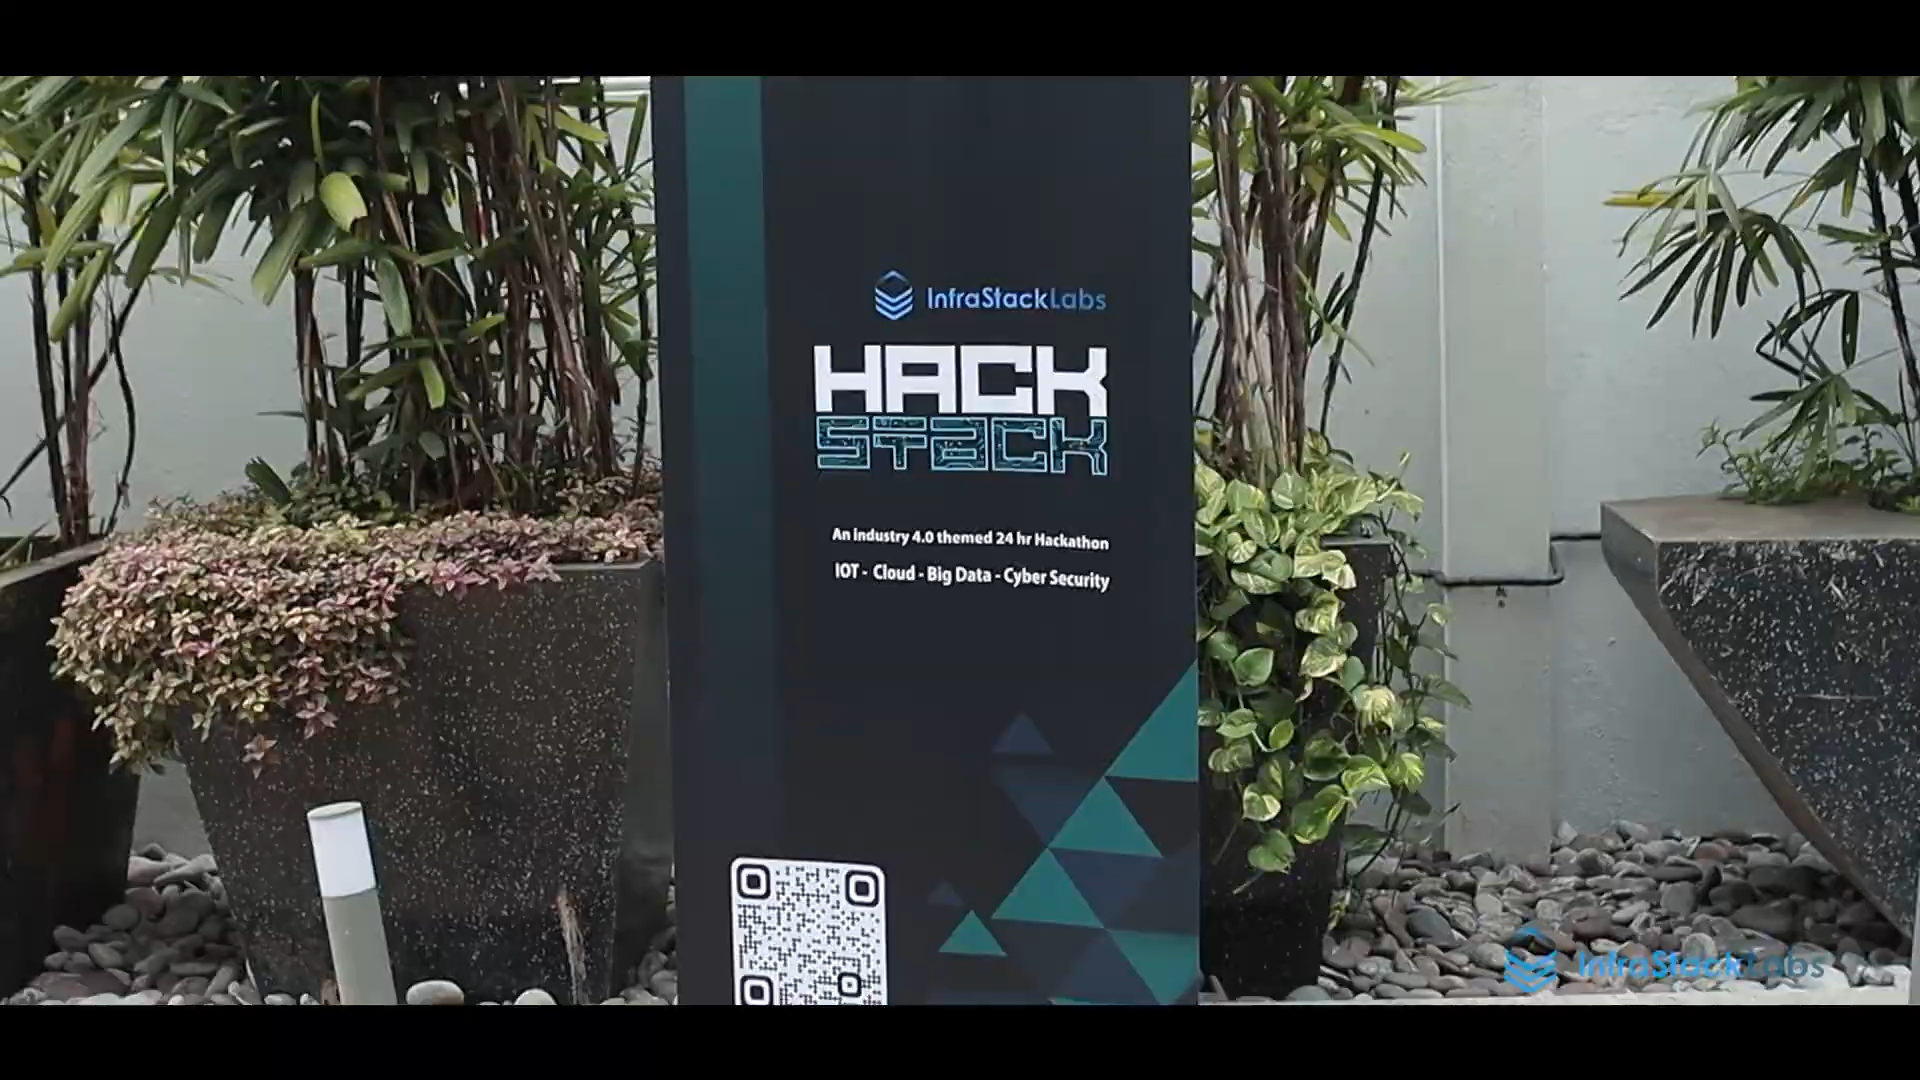 InfraStackLabs
HACK
STACK
An industry 4.0 themed 24 hr Hackathon
IOT - Cloud - Big Data - Cyber Security
InfraStackLabs